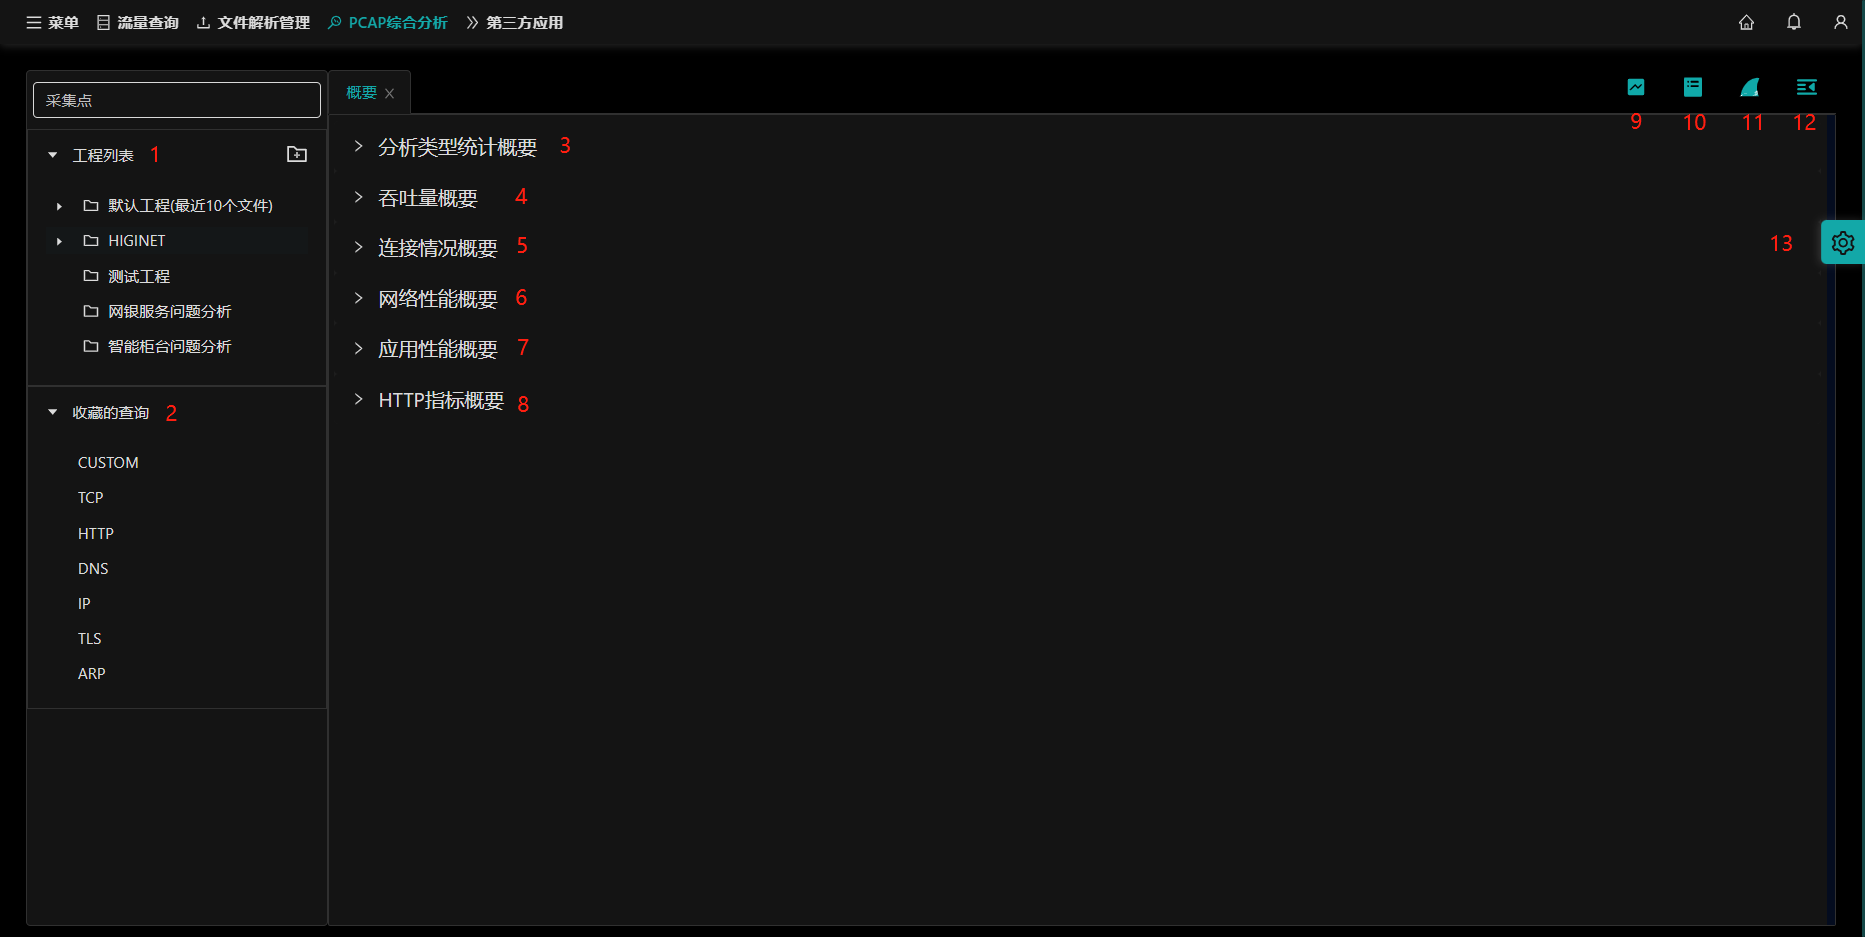 菜单 流量查询 文件解析管理 PCAP综合分析 第三方应用
采集点
工程列表 1
默认工程(最近10个文件)
HIGINET
测试工程
网银服务问题分析
智能柜台问题分析
收藏的查询 2
CUSTOM
TCP
HTTP
DNS
IP
TLS
ARP
概要
9 10 11 12
分析类型统计概要 3
吞吐量概要 4
连接情况概要 5
13
网络性能概要 6
应用性能概要 7
HTTP指标概要 8